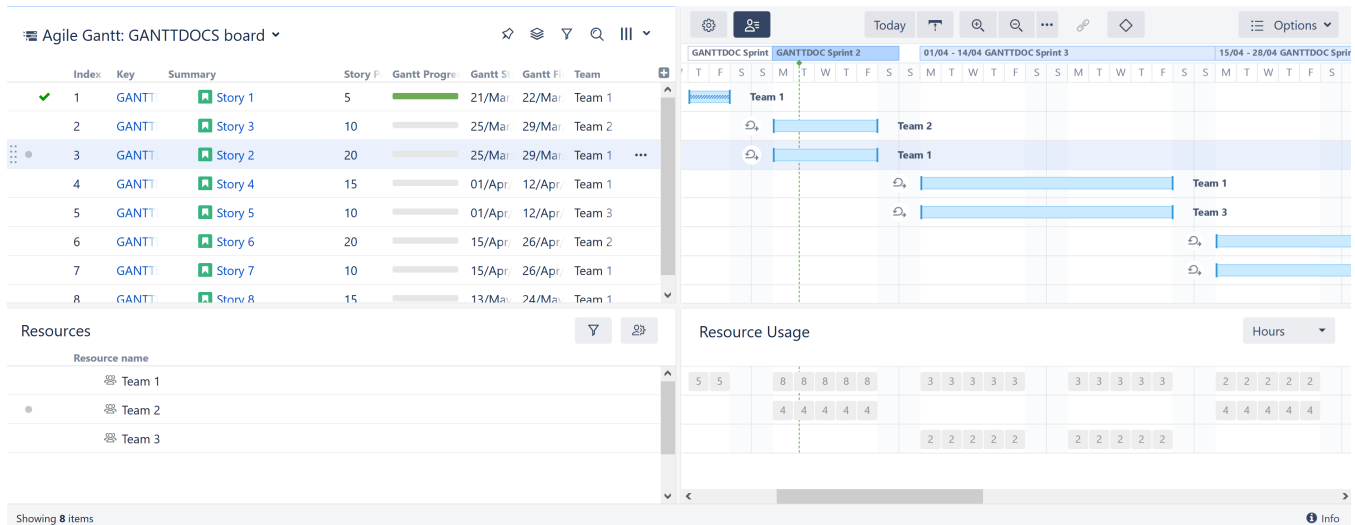 Agile Gantt: GANTTDOCS board
Today
Options
Index Key Summary Story P Gantt Progre Gantt S Gantt Fi Team
1 GANTT Story 1 5 21/Mar 22/Mar Team 1
2 GANTT Story 3 10 25/Mar 29/Mar Team 2
3 GANTT Story 2 20 25/Mar 29/Mar Team 1
4 GANTT Story 4 15 01/Apr/ 12/Apr/ Team 1
5 GANTT Story 5 10 01/Apr/ 12/Apr/ Team 3
6 GANTT Story 6 20 15/Apr/ 26/Apr/ Team 2
7 GANTT Story 7 10 15/Apr/ 26/Apr/ Team 1
8 GANTT Story 8 15 13/May 24/May Team 1
GANTTDOC Sprint GANTTDOC Sprint 2 01/04 - 14/04 GANTTDOC Sprint 3 15/04 - 28/04 GANTTDOC Sprin
T F S S M T W T F S S M T W T F S S M T W T F S S M T W T F S
Team 1
Team 2
Team 1
Team 1
Team 3
Resources
Resource name
Team 1
Team 2
Team 3
Resource Usage
Hours
5 5 8 8 8 8 8 3 3 3 3 3 3 3 3 3 3 2 2 2 2 2
4 4 4 4 4 4 4 4 4 4
2 2 2 2 2 2 2 2 2 2
Showing 8 items
Info